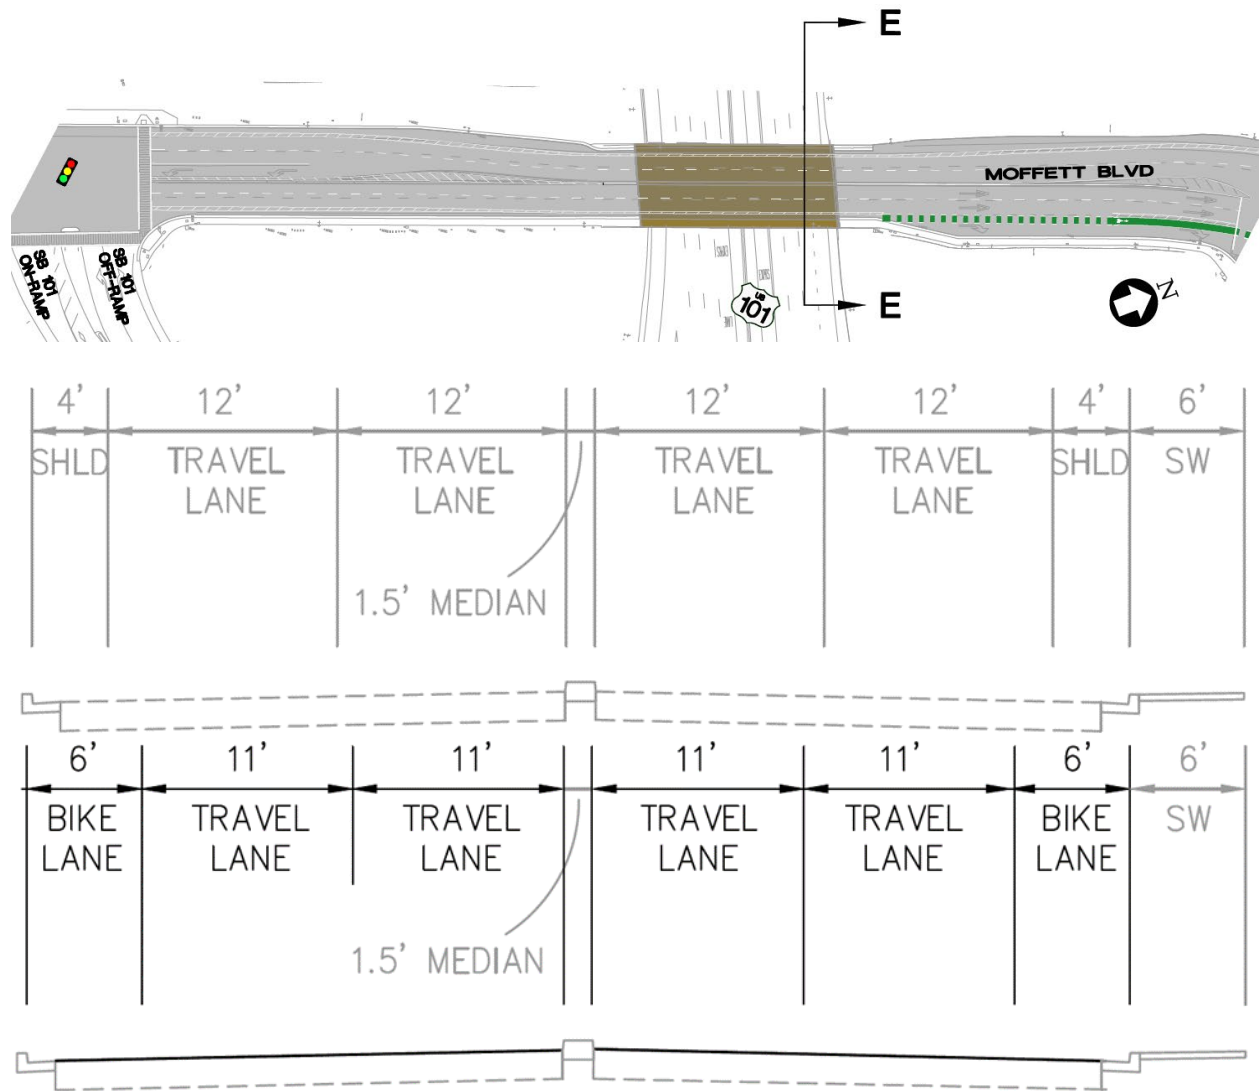 E
MOFFETT BLVD
SB 101
ON-RAMP
SB 101
OFF-RAMP
US
101
E
N
4' 12' 12' 12' 12' 4' 6'
SHLD TRAVEL LANE TRAVEL LANE TRAVEL LANE TRAVEL LANE SHLD SW
1.5' MEDIAN
6' 11' 11' 11' 11' 6' 6'
BIKE LANE TRAVEL LANE TRAVEL LANE TRAVEL LANE TRAVEL LANE BIKE LANE SW
1.5' MEDIAN